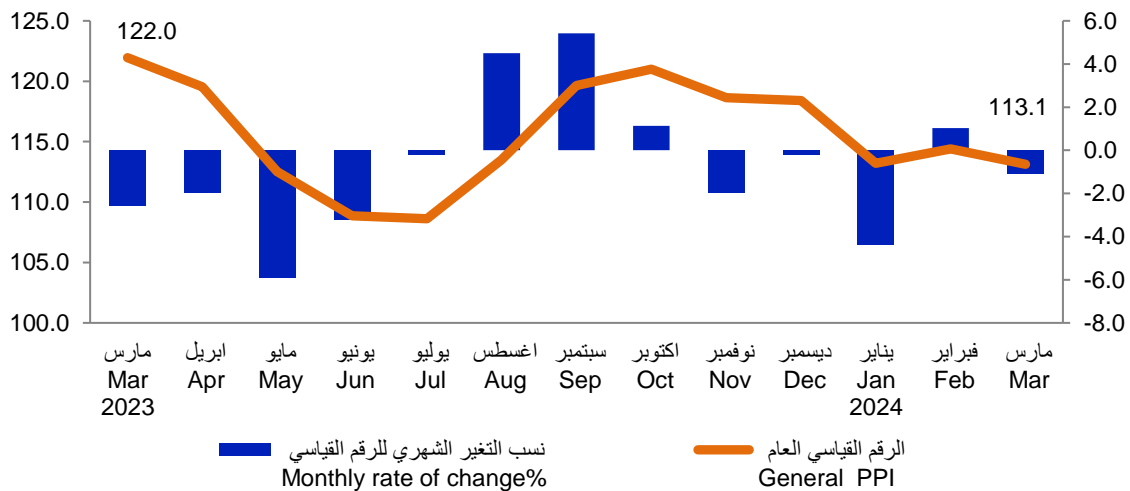 125.0
120.0
115.0
110.0
105.0
100.0
6.0
4.0
2.0
0.0
-2.0
-4.0
-6.0
-8.0
122.0
113.1
مارس ابريل مايو يونيو يوليو اغسطس سبتمبر اكتوبر نوفمبر ديسمبر يناير فبراير مارس
Mar Apr May Jun Jul Aug Sep Oct Nov Dec Jan Feb Mar
2023 2024
نسب التغير الشهري للرقم القياسي
Monthly rate of change%
الرقم القياسي العام
General PPI